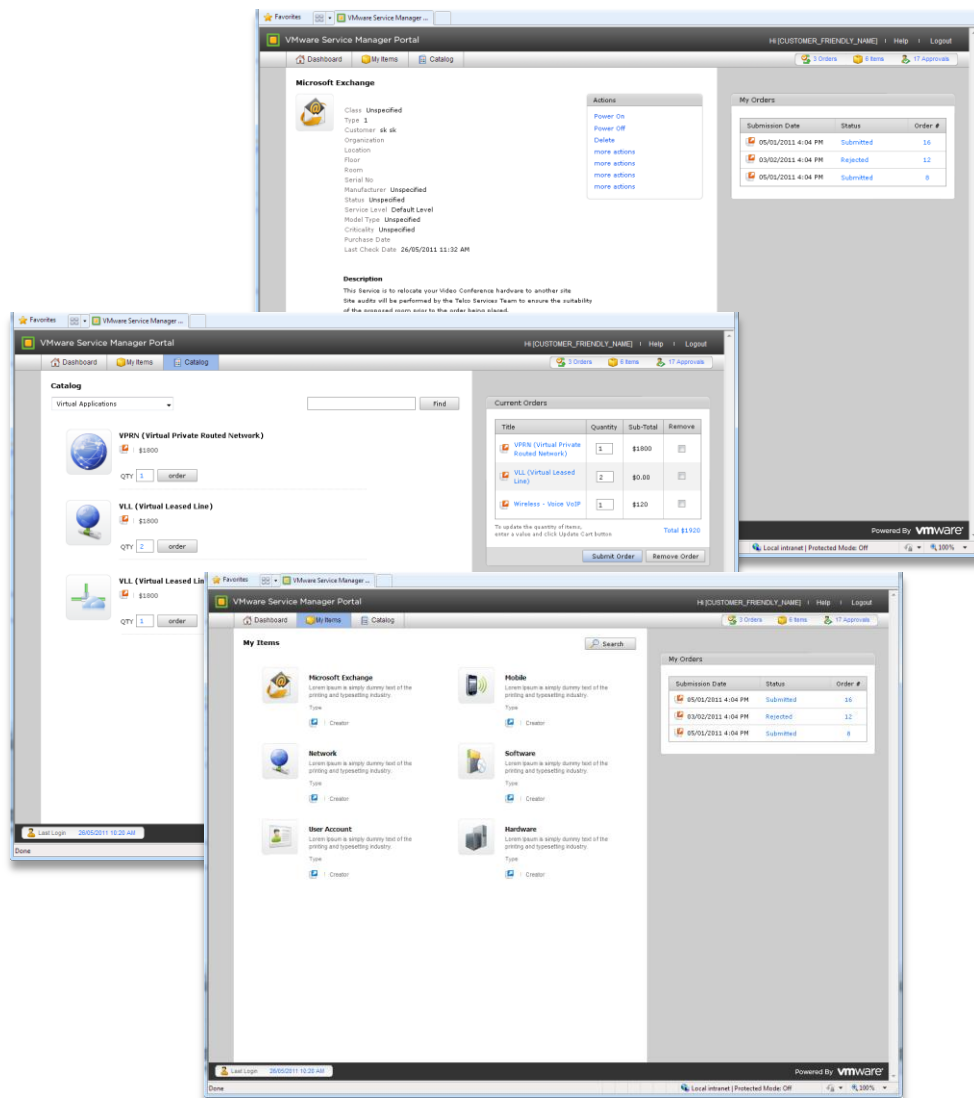 Favorites
VMware Service Manager ...
VMware Service Manager Portal
Hi [CUSTOMER_FRIENDLY_NAME] | Help | Logout
Dashboard
My Items
Catalog
3 Orders
6 Items
17 Approvals
Microsoft Exchange
Class Unspecified
Type 1
Customer sk sk
Organization
Location
Floor
Room
Serial No
Manufacturer Unspecified
Status Unspecified
Service Level Default Level
Model Type Unspecified
Criticality Unspecified
Purchase Date
Last Check Date 26/05/2011 11:32 AM
Description
This Service is to relocate your Video Conference hardware to another site
Site audits will be performed by the Telco Services Team to ensure the suitability
of the proposed room prior to the order being placed.
Actions
Power On
Power Off
Delete
more actions
more actions
more actions
more actions
My Orders
Submission Date Status Order #
05/01/2011 4:04 PM Submitted 16
03/02/2011 4:04 PM Rejected 12
05/01/2011 4:04 PM Submitted 8
Powered By vmware
Local intranet | Protected Mode: Off
100%
Favorites
VMware Service Manager ...
VMware Service Manager Portal
Hi [CUSTOMER_FRIENDLY_NAME] | Help | Logout
Dashboard
My Items
Catalog
3 Orders
6 Items
17 Approvals
Catalog
Virtual Applications
Find
VPRN (Virtual Private Routed Network)
| $1800
QTY 1 order
VLL (Virtual Leased Line)
| $1800
QTY 2 order
VLL (Virtual Leased Lin
| $1800
QTY 1 order
Current Orders
Title Quantity Sub-Total Remove
VPRN (Virtual Private
Routed Network) 1 $1800
VLL (Virtual Leased
Line) 2 $0.00
Wireless - Voice VoIP 1 $120
To update the quantity of items,
enter a value and click Update Cart button
Total $1920
Submit Order
Remove Order
Last Login 26/05/2011 10:20 AM
Done
Favorites
VMware Service Manager ...
VMware Service Manager Portal
Hi [CUSTOMER_FRIENDLY_NAME] | Help | Logout
Dashboard
My Items
Catalog
3 Orders
6 Items
17 Approvals
My Items
Search
Microsoft Exchange
Lorem ipsum is simply dummy text of the
printing and typesetting industry.
Type
| Creator
Mobile
Lorem ipsum is simply dummy text of the
printing and typesetting industry.
Type
| Creator
Network
Lorem ipsum is simply dummy text of the
printing and typesetting industry.
Type
| Creator
Software
Lorem ipsum is simply dummy text of the
printing and typesetting industry.
Type
| Creator
User Account
Lorem ipsum is simply dummy text of the
printing and typesetting industry.
Type
| Creator
Hardware
Lorem ipsum is simply dummy text of the
printing and typesetting industry.
Type
| Creator
My Orders
Submission Date Status Order #
05/01/2011 4:04 PM Submitted 16
03/02/2011 4:04 PM Rejected 12
05/01/2011 4:04 PM Submitted 8
Last Login 26/05/2011 10:20 AM
Powered By vmware
Done
Local intranet | Protected Mode: Off
100%